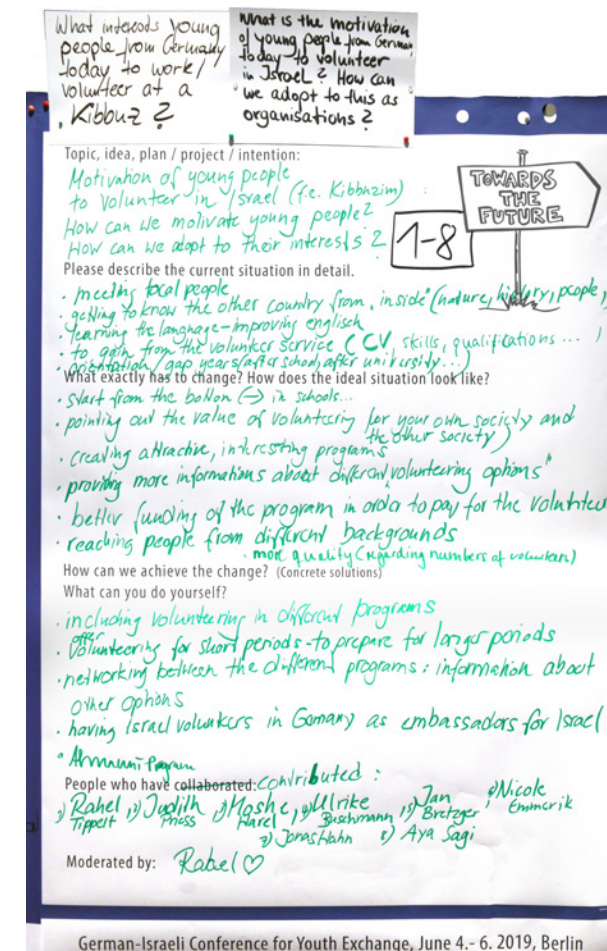 What interests young
people from Germany
today to work/
volunteer at a
Kibbuz ?
What is the motivation
of young people from German
today to volunteer
in Israel ? How can
we adopt to this as
organisations ?
Topic, idea, plan / project / intention:
Motivation of young people
to volunteer in Israel (f.e. Kibbuzim)
How can we motivate young people?
How can we adopt to their interests ?
1-8
TOWARDS
THE
FUTURE
Please describe the current situation in detail.
· meeting local people
· getting to know the other country from "inside" (nature, history, people,
· learning the language - improving englisch
· to gain from the volunteer service (CV, skills, qualifications ... )
· orientation / gap years/after school, after university...)
What exactly has to change? How does the ideal situation look like?
· start from the botton (→ in schools...
· pointing out the value of volunteering for your own society and
the other society)
· creating attractive, interesting programs
· providing more informations about different "volunteering options"
· better funding of the program in order to pay for the volunteer
· reaching people from different backgrounds
· more quality (regarding numbers of volunteers)
How can we achieve the change? (Concrete solutions)
What can you do yourself?
· including volunteering in different programs
offer
· Volunteering for short periods - to prepare for longer periods
· networking between the different programs : information about
other options
· having Israel volunteers in Germany as embassadors for Israel
· Program
People who have collaborated: contributed :
1) Rahel Tippelt 2) Judith 3) Moshe Harel 4) Ulrike Buschmann 5) Jan Bretzger 6) Nicole Emmerik
7) Jonas Hahn 8) Aya Sagi
Moderated by: Rahel ♡
German-Israeli Conference for Youth Exchange, June 4.- 6. 2019, Berlin